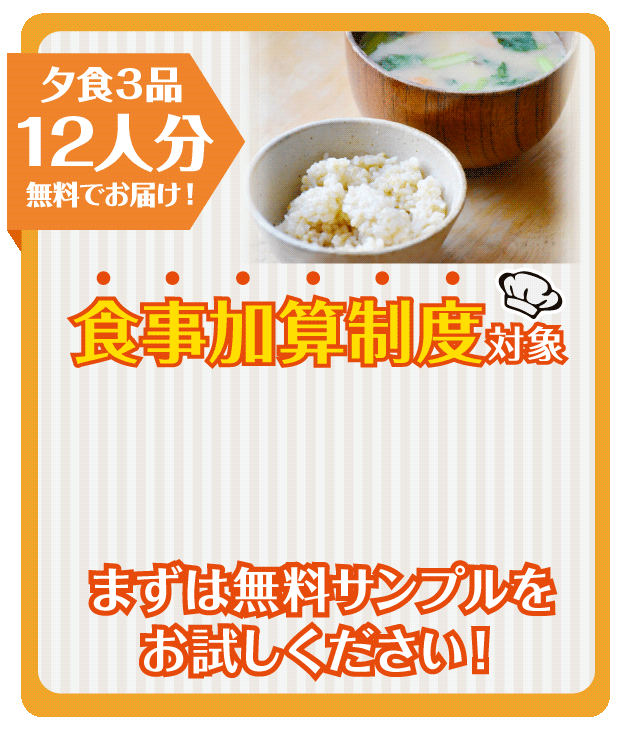 夕食3品
12人分
無料でお届け!
食事加算制度対象
まずは無料サンプルを
お試しください!